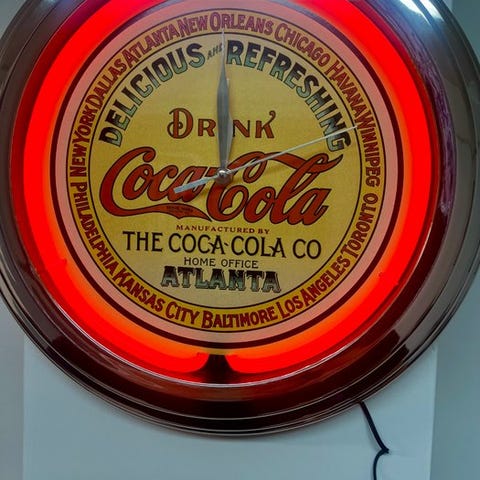 NEW YORK DALLAS ATLANTA NEW ORLEANS CHICAGO HAVANA WINNIPEG
DELICIOUS AND REFRESHING
DRINK
Coca-Cola
MANUFACTURED BY
THE COCA-COLA CO
HOME OFFICE
ATLANTA
PHILADELPHIA KANSAS CITY BALTIMORE LOS ANGELES TORONTO